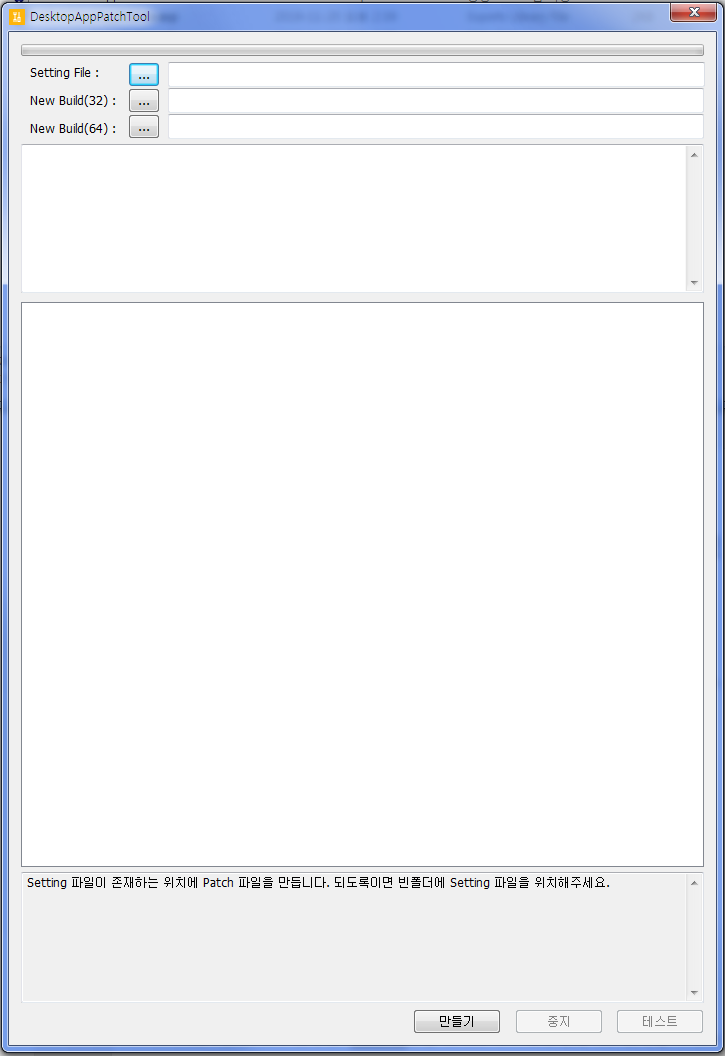 DesktopAppPatchTool
Setting File : ...
New Build(32) : ...
New Build(64) : ...
Setting 파일이 존재하는 위치에 Patch 파일을 만듭니다. 되도록이면 빈폴더에 Setting 파일을 위치해주세요.
만들기 중지 테스트